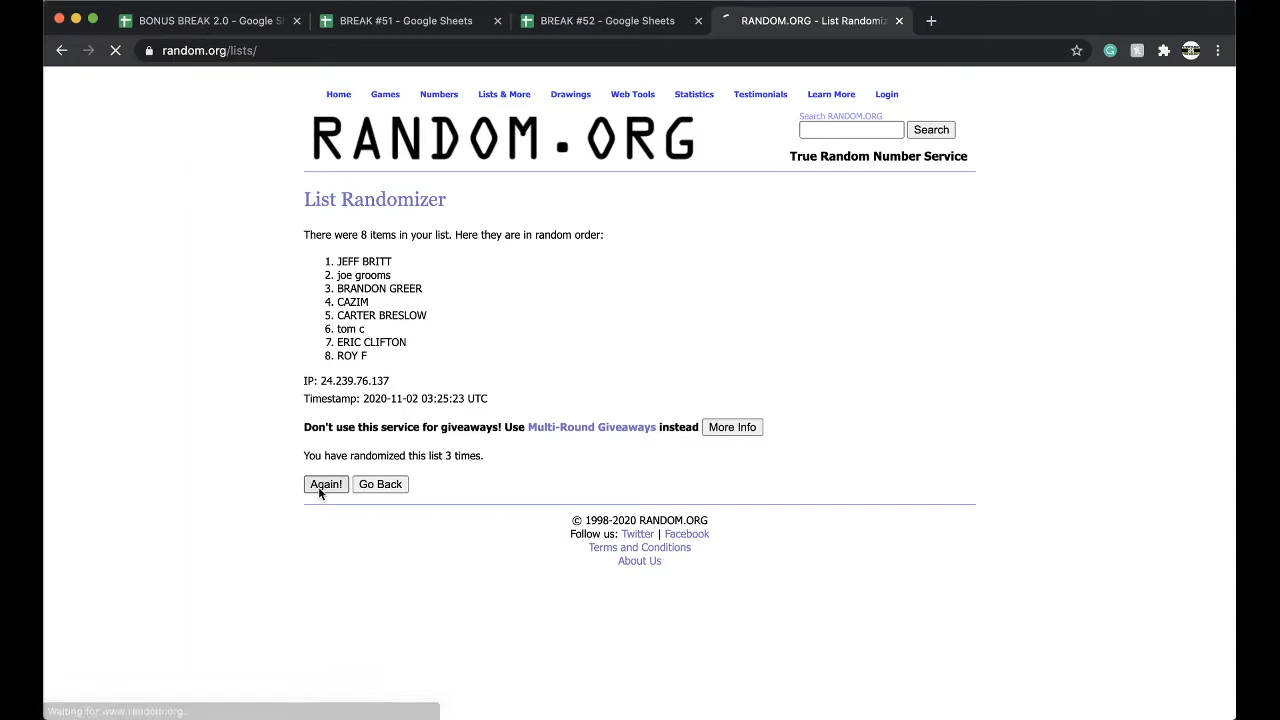 BONUS BREAK 2.0 - Google S
BREAK #51 - Google Sheets
BREAK #52 - Google Sheets
RANDOM.ORG - List Randomiz
random.org/lists/
Home Games Numbers Lists & More Drawings Web Tools Statistics Testimonials Learn More Login
RANDOM.ORG
Search RANDOM.ORG
Search
True Random Number Service
List Randomizer
There were 8 items in your list. Here they are in random order:
1. JEFF BRITT
2. joe grooms
3. BRANDON GREER
4. CAZIM
5. CARTER BRESLOW
6. tom c
7. ERIC CLIFTON
8. ROY F
IP: 24.239.76.137
Timestamp: 2020-11-02 03:25:23 UTC
Don't use this service for giveaways! Use Multi-Round Giveaways instead More Info
You have randomized this list 3 times.
Again! Go Back
© 1998-2020 RANDOM.ORG
Follow us: Twitter | Facebook
Terms and Conditions
About Us
Waiting for www.random.org...